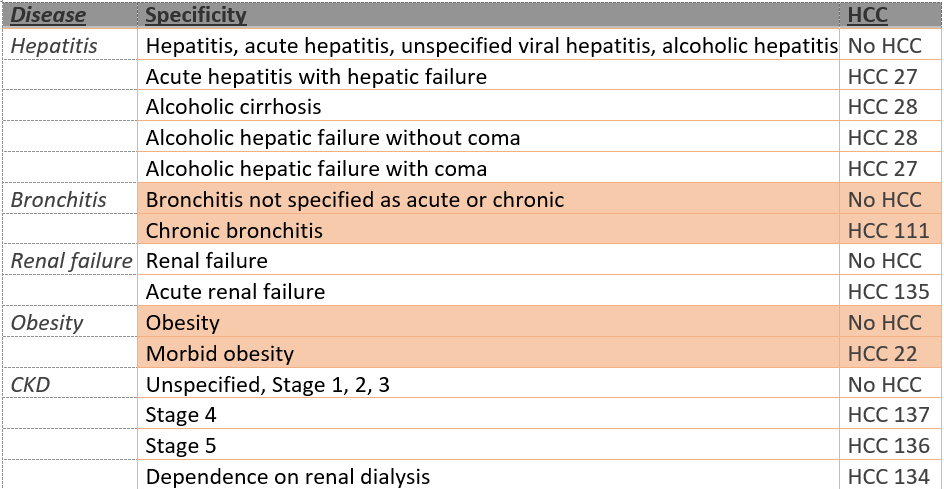 Disease Specificity HCC
Hepatitis Hepatitis, acute hepatitis, unspecified viral hepatitis, alcoholic hepatitis No HCC
Acute hepatitis with hepatic failure HCC 27
Alcoholic cirrhosis HCC 28
Alcoholic hepatic failure without coma HCC 28
Alcoholic hepatic failure with coma HCC 27
Bronchitis Bronchitis not specified as acute or chronic No HCC
Chronic bronchitis HCC 111
Renal failure Renal failure No HCC
Acute renal failure HCC 135
Obesity Obesity No HCC
Morbid obesity HCC 22
CKD Unspecified, Stage 1, 2, 3 No HCC
Stage 4 HCC 137
Stage 5 HCC 136
Dependence on renal dialysis HCC 134